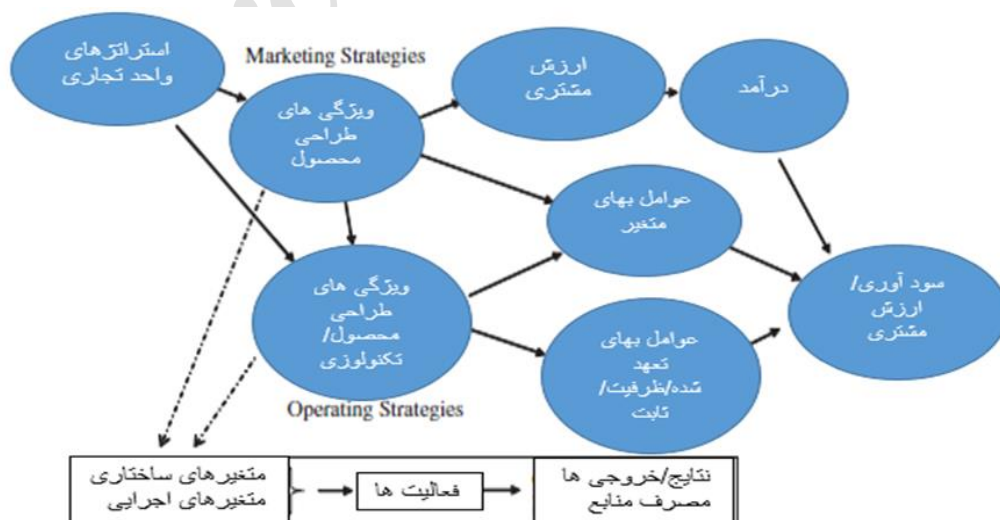 استراتژهای
واحد تجاری
Marketing Strategies
ویژگی های
طراحی
محصول
ارزش
مشتری
درآمد
عوامل بهای
متغیر
ویژگی های
طراحی
محصول/
تکنولوزی
Operating Strategies
عوامل بهای
تعهد
شده/ظرفیت/
ثابت
سود آوری/
ارزش
مشتری
متغیرهای ساختاری
متغیرهای اجرایی
فعالیت ها
نتایج/خروجی ها
مصرف منابع